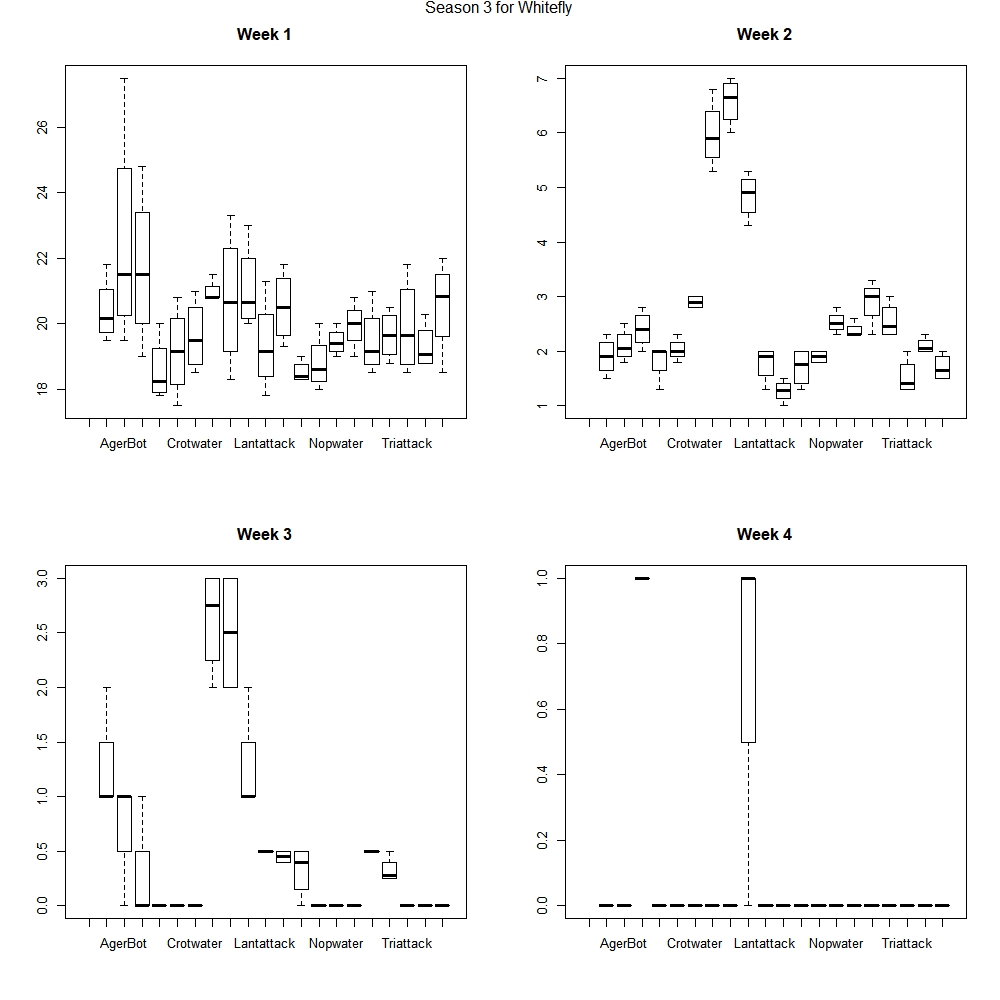 Season 3 for Whitefly
Week 1
26
24
22
20
18
AgerBot Crotwater Lantattack Nopwater Triattack
Week 2
7
6
5
4
3
2
1
AgerBot Crotwater Lantattack Nopwater Triattack
Week 3
3.0
2.5
2.0
1.5
1.0
0.5
0.0
AgerBot Crotwater Lantattack Nopwater Triattack
Week 4
1.0
0.8
0.6
0.4
0.2
0.0
AgerBot Crotwater Lantattack Nopwater Triattack